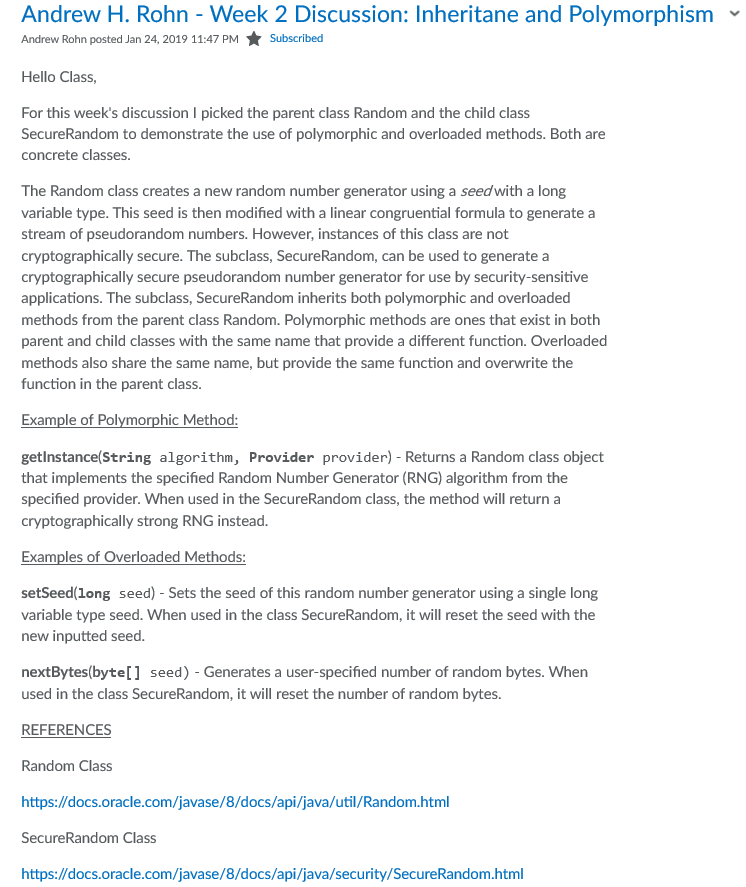 Andrew H. Rohn - Week 2 Discussion: Inheritane and Polymorphism
Andrew Rohn posted Jan 24, 2019 11:47 PM ★ Subscribed
Hello Class,
For this week's discussion I picked the parent class Random and the child class
SecureRandom to demonstrate the use of polymorphic and overloaded methods. Both are
concrete classes.
The Random class creates a new random number generator using a seed with a long
variable type. This seed is then modified with a linear congruential formula to generate a
stream of pseudorandom numbers. However, instances of this class are not
cryptographically secure. The subclass, SecureRandom, can be used to generate a
cryptographically secure pseudorandom number generator for use by security-sensitive
applications. The subclass, SecureRandom inherits both polymorphic and overloaded
methods from the parent class Random. Polymorphic methods are ones that exist in both
parent and child classes with the same name that provide a different function. Overloaded
methods also share the same name, but provide the same function and overwrite the
function in the parent class.
Example of Polymorphic Method:
getInstance(String algorithm, Provider provider) - Returns a Random class object
that implements the specified Random Number Generator (RNG) algorithm from the
specified provider. When used in the SecureRandom class, the method will return a
cryptographically strong RNG instead.
Examples of Overloaded Methods:
setSeed(long seed) - Sets the seed of this random number generator using a single long
variable type seed. When used in the class SecureRandom, it will reset the seed with the
new inputted seed.
nextBytes(byte[] seed) - Generates a user-specified number of random bytes. When
used in the class SecureRandom, it will reset the number of random bytes.
REFERENCES
Random Class
https://docs.oracle.com/javase/8/docs/api/java/util/Random.html
SecureRandom Class
https://docs.oracle.com/javase/8/docs/api/java/security/SecureRandom.html